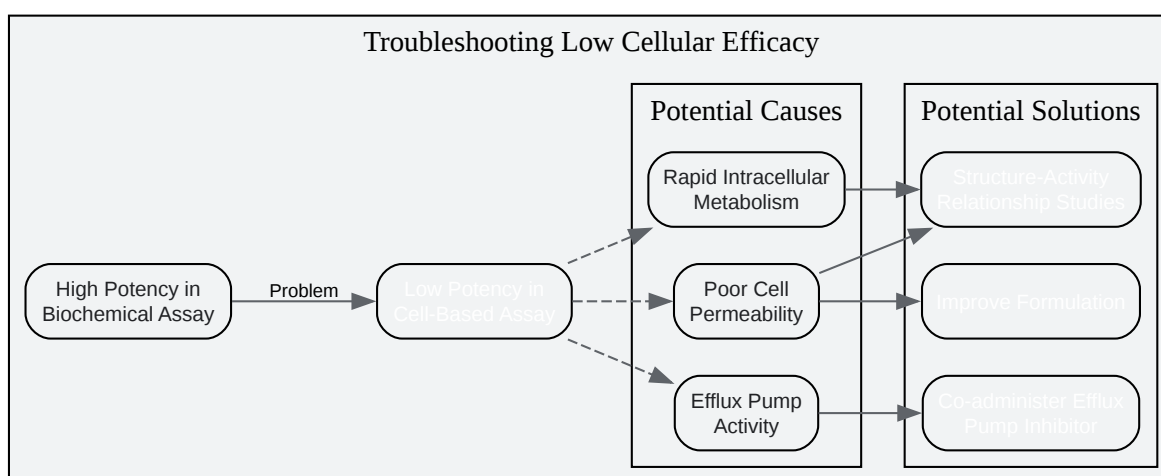 Troubleshooting Low Cellular Efficacy
Potential Causes
Potential Solutions
Rapid Intracellular
Metabolism
Structure-Activity
Relationship Studies
High Potency in
Biochemical Assay
Problem
Low Potency in
Cell-Based Assay
Poor Cell
Permeability
Improve Formulation
Efflux Pump
Activity
Co-administer Efflux
Pump Inhibitor